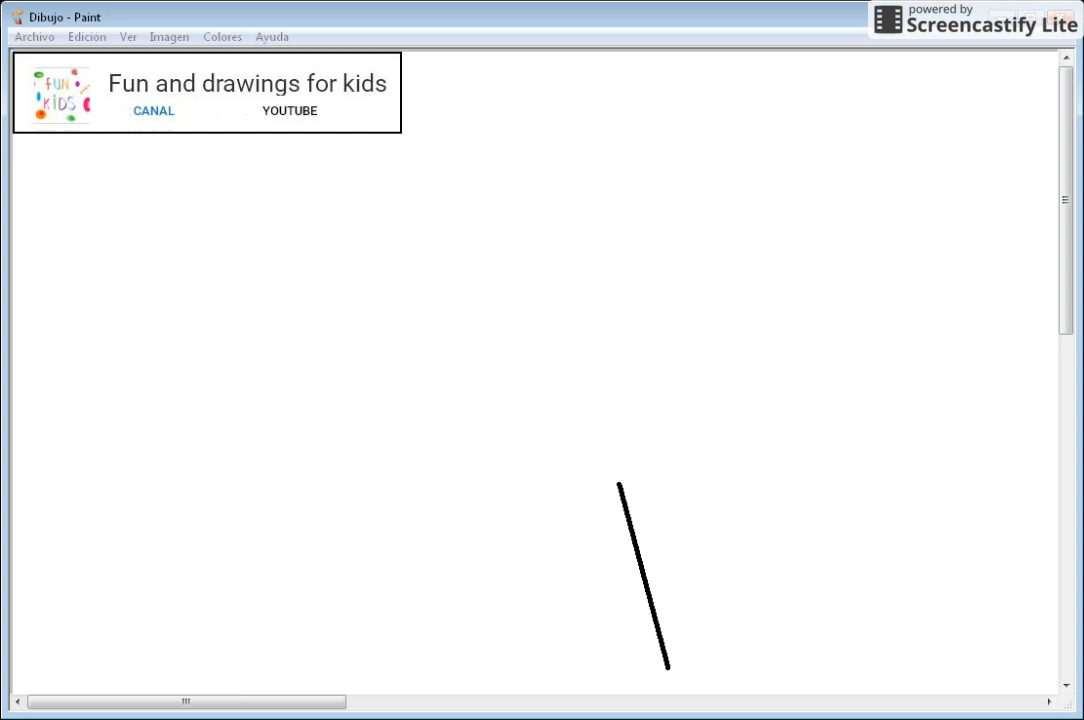 Dibujo - Paint
powered by
Screencastify Lite
Archivo Edición Ver Imagen Colores Ayuda
FUN
KIDS
Fun and drawings for kids
CANAL YOUTUBE